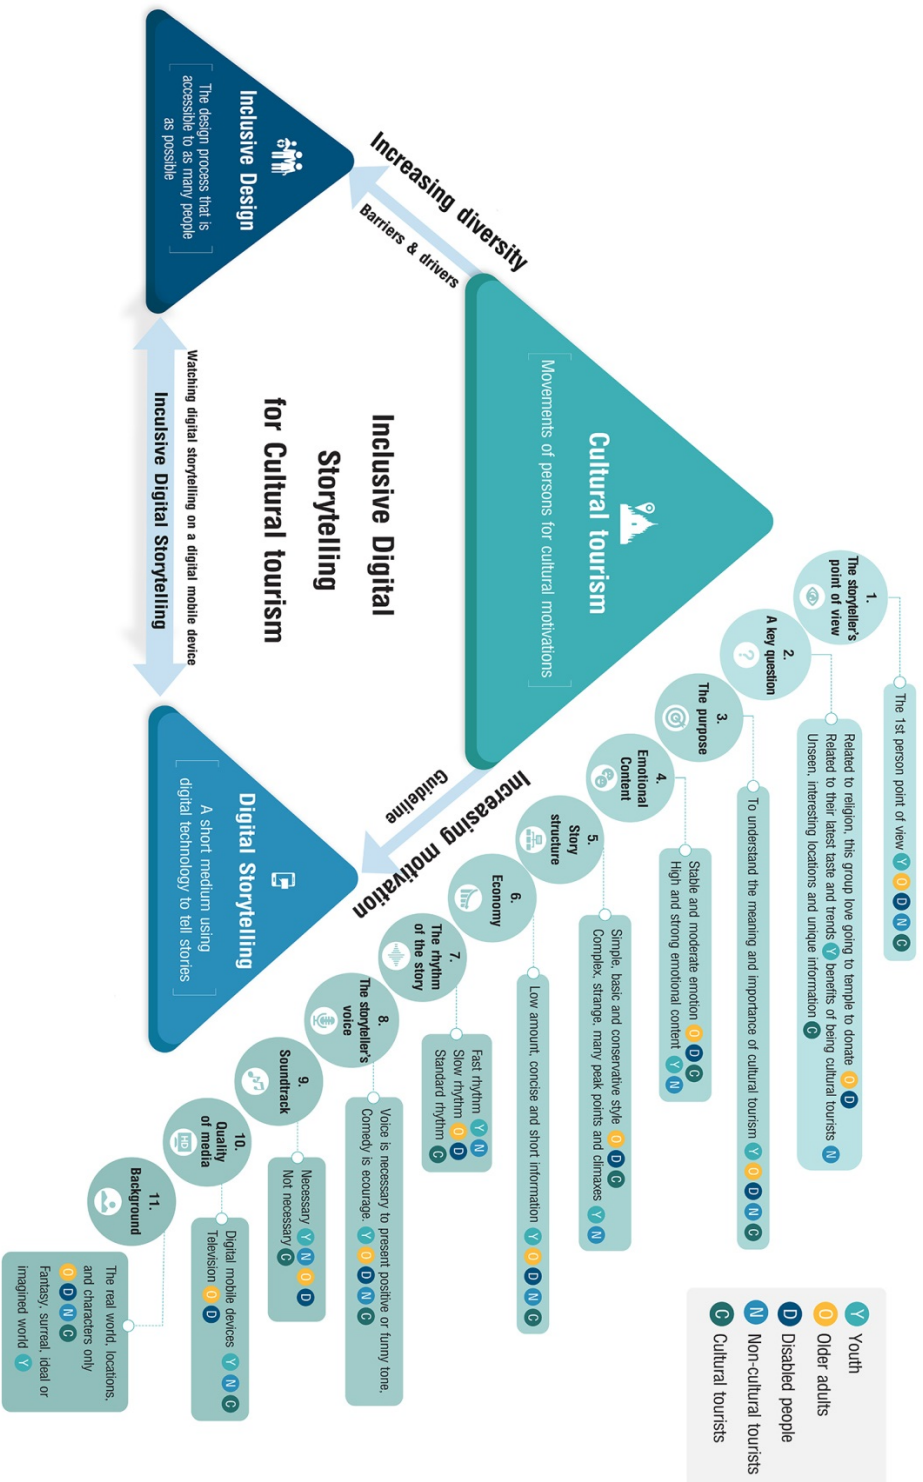 Cultural tourism
Movements of persons for cultural motivations
Increasing diversity
Barriers & drivers
Increasing motivation
Guideline
Inclusive Digital
Storytelling
for Cultural tourism
Inclusive Design
The design process that is
accessible to as many people
as possible
Watching digital storytelling on a digital mobile device
Inculsive Digital Storytelling
Digital Storytelling
A short medium using
digital technology to tell stories
1.
The storyteller's
point of view
The 1st person point of view Y O D N C
2.
A key question
?
Related to religion, this group love going to temple to donate O D
Related to their latest taste and trends Y benefits of being cultural tourists N
Unseen, interesting locations and unique information C
3.
The purpose
To understand the meaning and importance of cultural tourism Y O D N C
4.
Emotional
Content
Stable and moderate emotion O D C
High and strong emotional content Y N
5.
Story
structure
Simple, basic and conservative style O D C
Complex, strange, many peak points and climaxes Y N
6.
Economy
Low amount, concise and short information Y O D N C
7.
The rhythm
of the story
Fast rhythm Y N
Slow rhythm O D
Standard rhythm C
8.
The storyteller's
voice
Voice is necessary to present positive or funny tone,
Comedy is ecourage. Y O D N C
9.
Soundtrack
Necessary Y N O D
Not necessary C
10.
Quality
of media
HD
Digital mobile devices Y N C
Television O D
11.
Background
The real world, locations,
and characters only
O D N C
Fantasy, surreal, ideal or
imagined world Y
Y Youth
O Older adults
D Disabled people
N Non-cultural tourists
C Cultural tourists